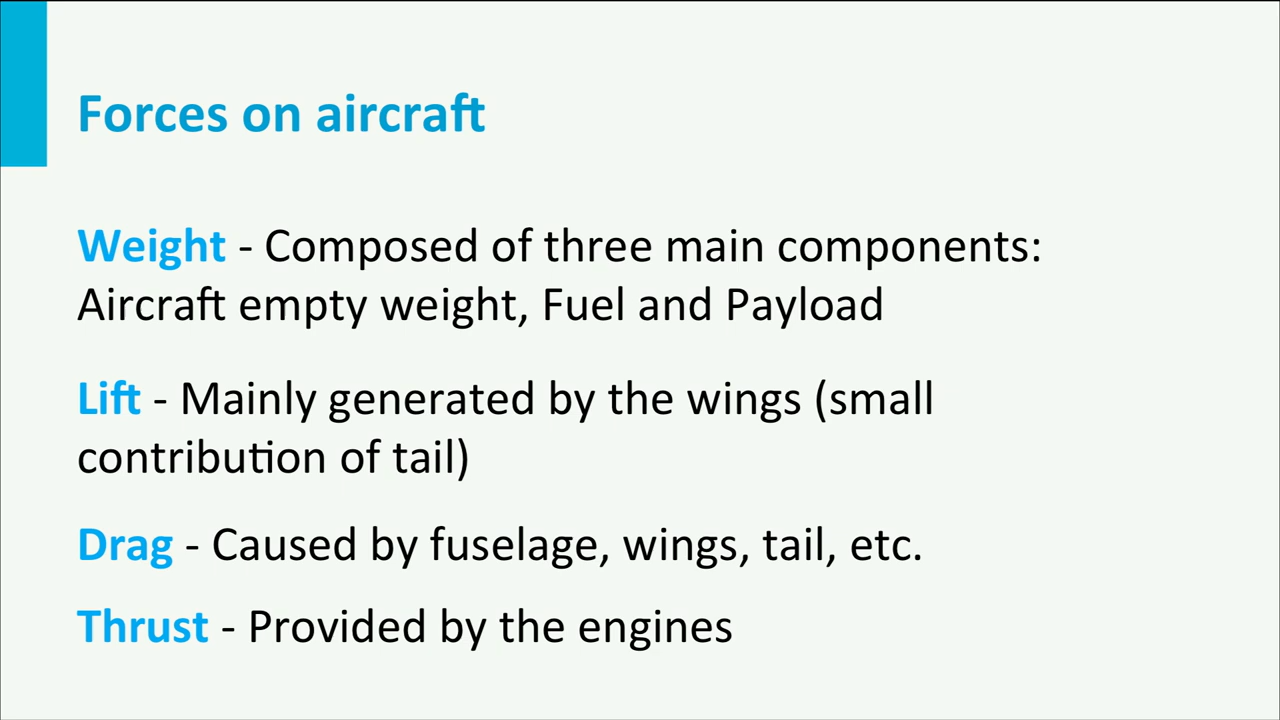 Forces on aircraft
Weight - Composed of three main components:
Aircraft empty weight, Fuel and Payload
Lift - Mainly generated by the wings (small
contribution of tail)
Drag - Caused by fuselage, wings, tail, etc.
Thrust - Provided by the engines